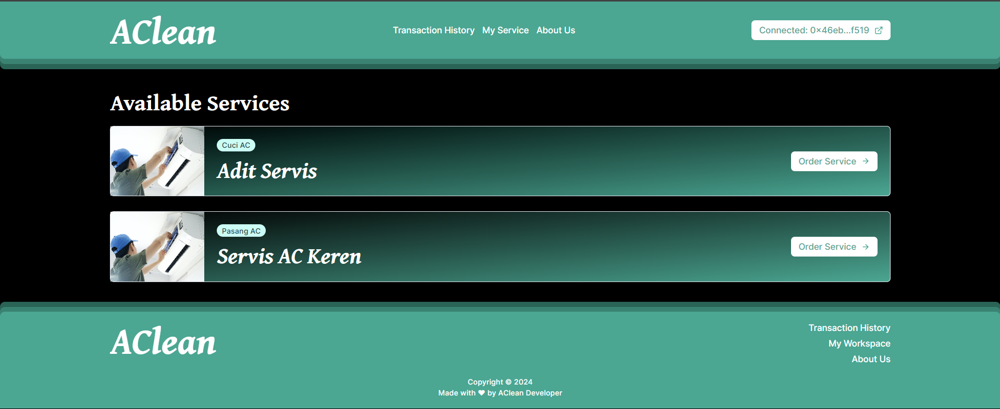 AClean
Transaction History My Service About Us
Connected: 0x46eb...f519
Available Services
Cuci AC
Adit Servis
Order Service
Pasang AC
Servis AC Keren
Order Service
AClean
Transaction History
My Workspace
About Us
Copyright © 2024
Made with ♥ by AClean Developer